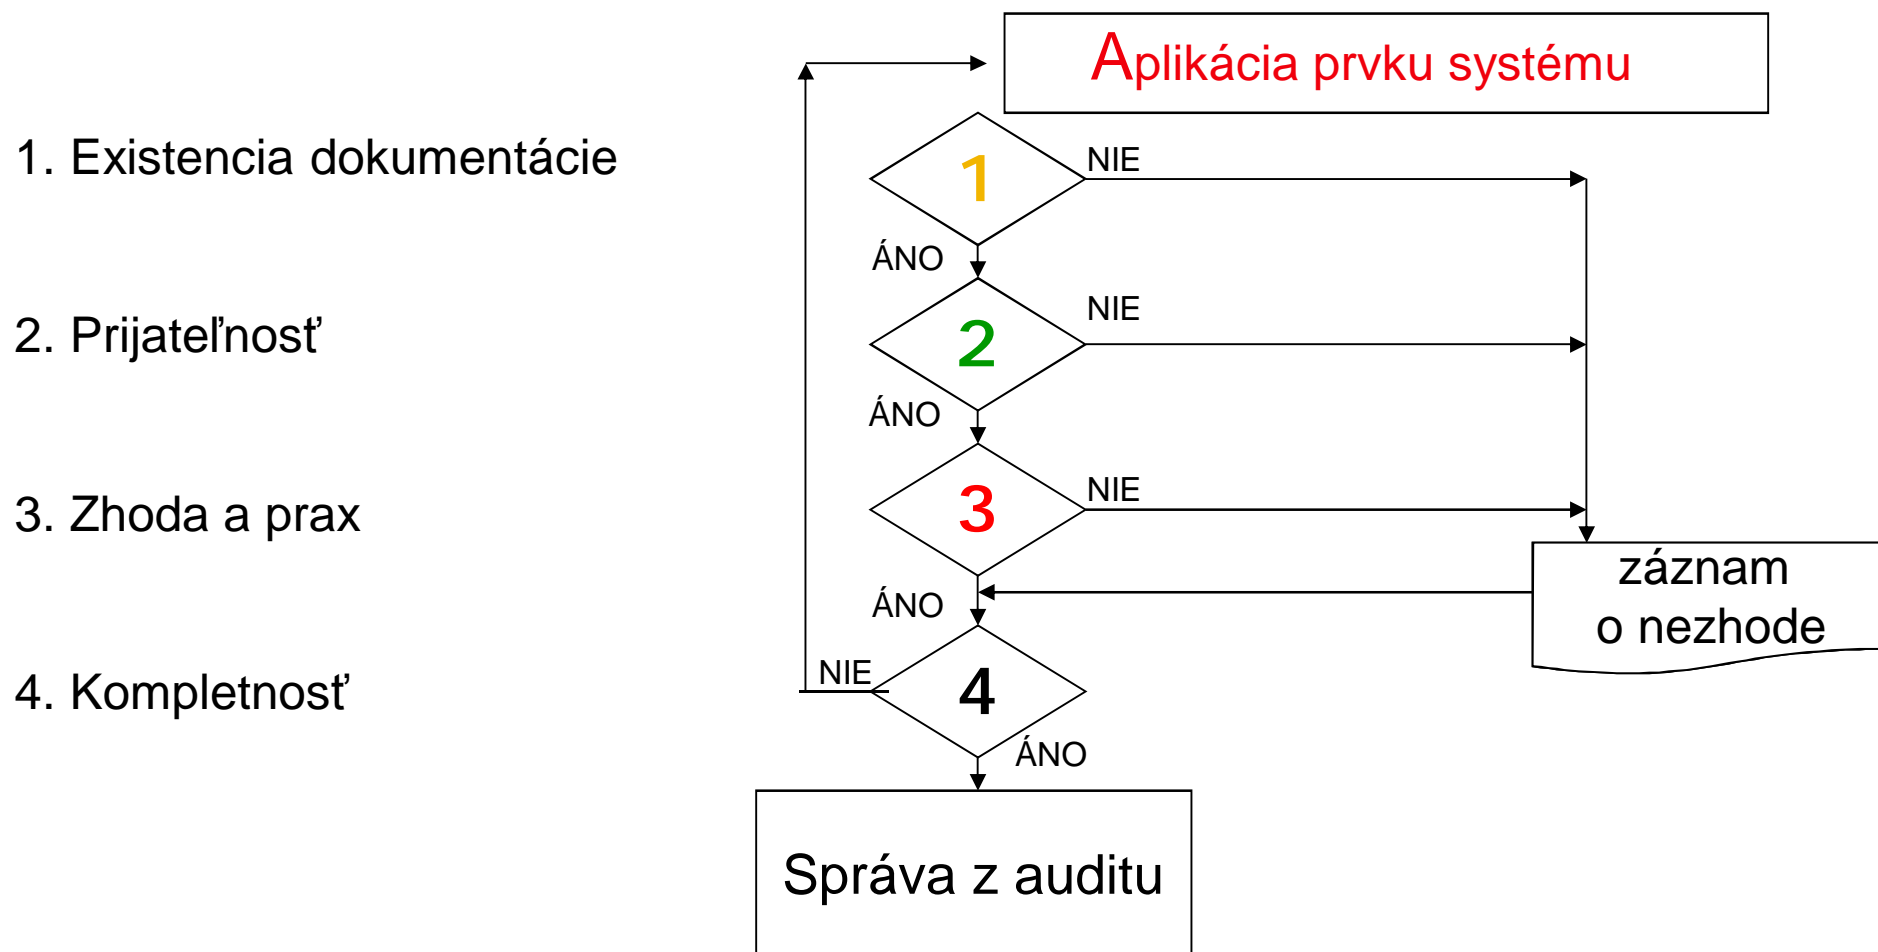 Aplikácia prvku systému
1. Existencia dokumentácie
1
NIE
ÁNO
2. Prijateľnosť
2
NIE
ÁNO
3. Zhoda a prax
3
NIE
záznam
o nezhode
ÁNO
4. Kompletnosť
NIE
4
ÁNO
Správa z auditu